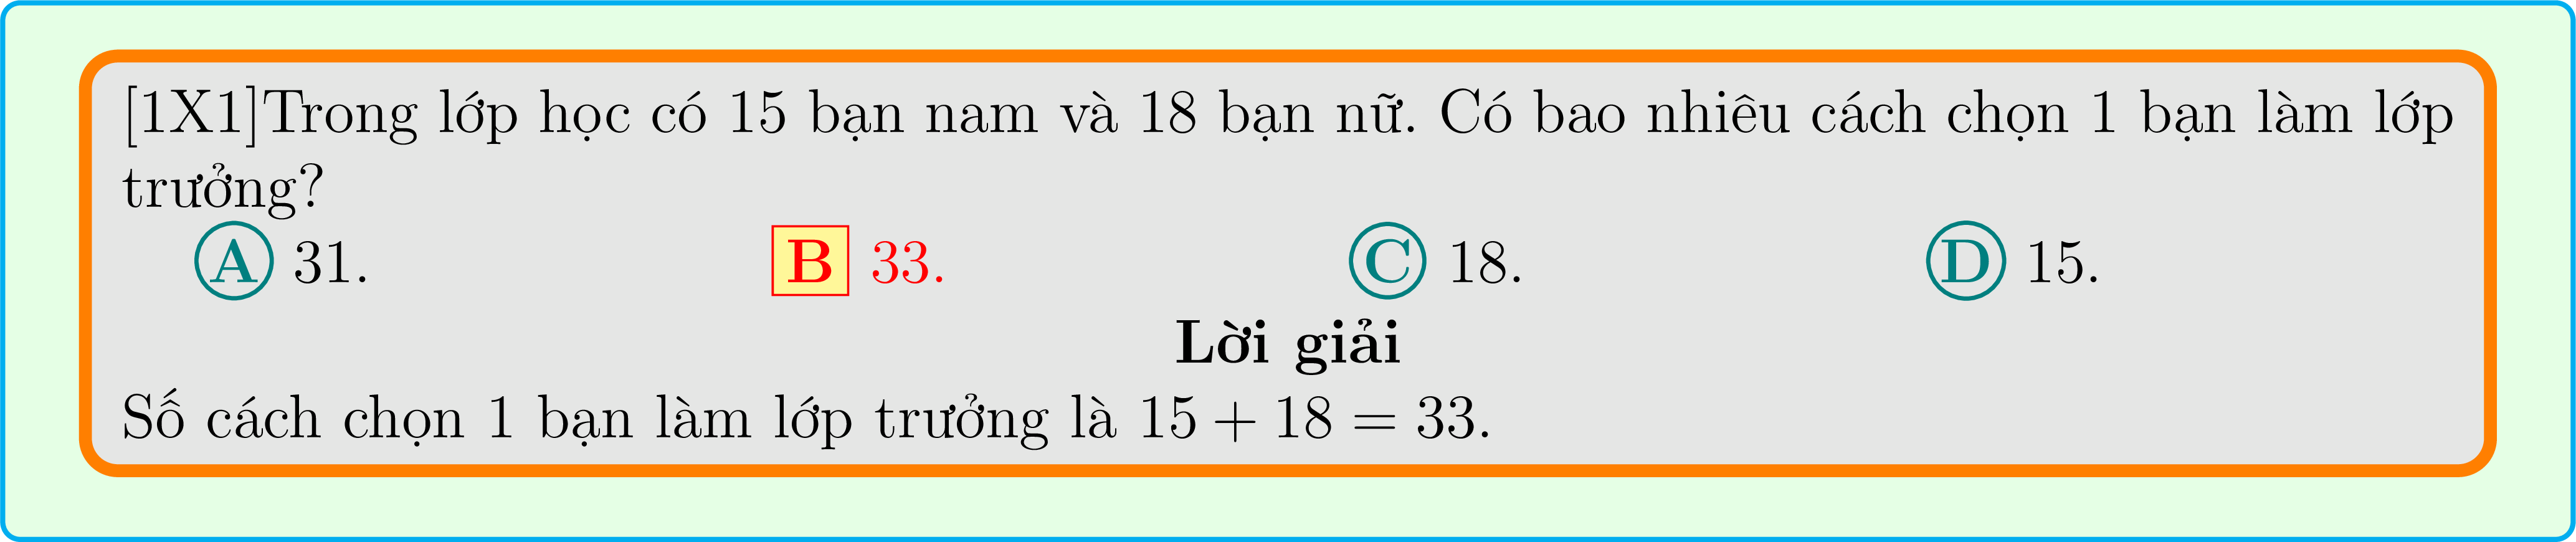 [1X1]Trong lớp học có 15 bạn nam và 18 bạn nữ. Có bao nhiêu cách chọn 1 bạn làm lớp
trưởng?
A 31. B 33. C 18. D 15.
Lời giải
Số cách chọn 1 bạn làm lớp trưởng là 15 + 18 = 33.